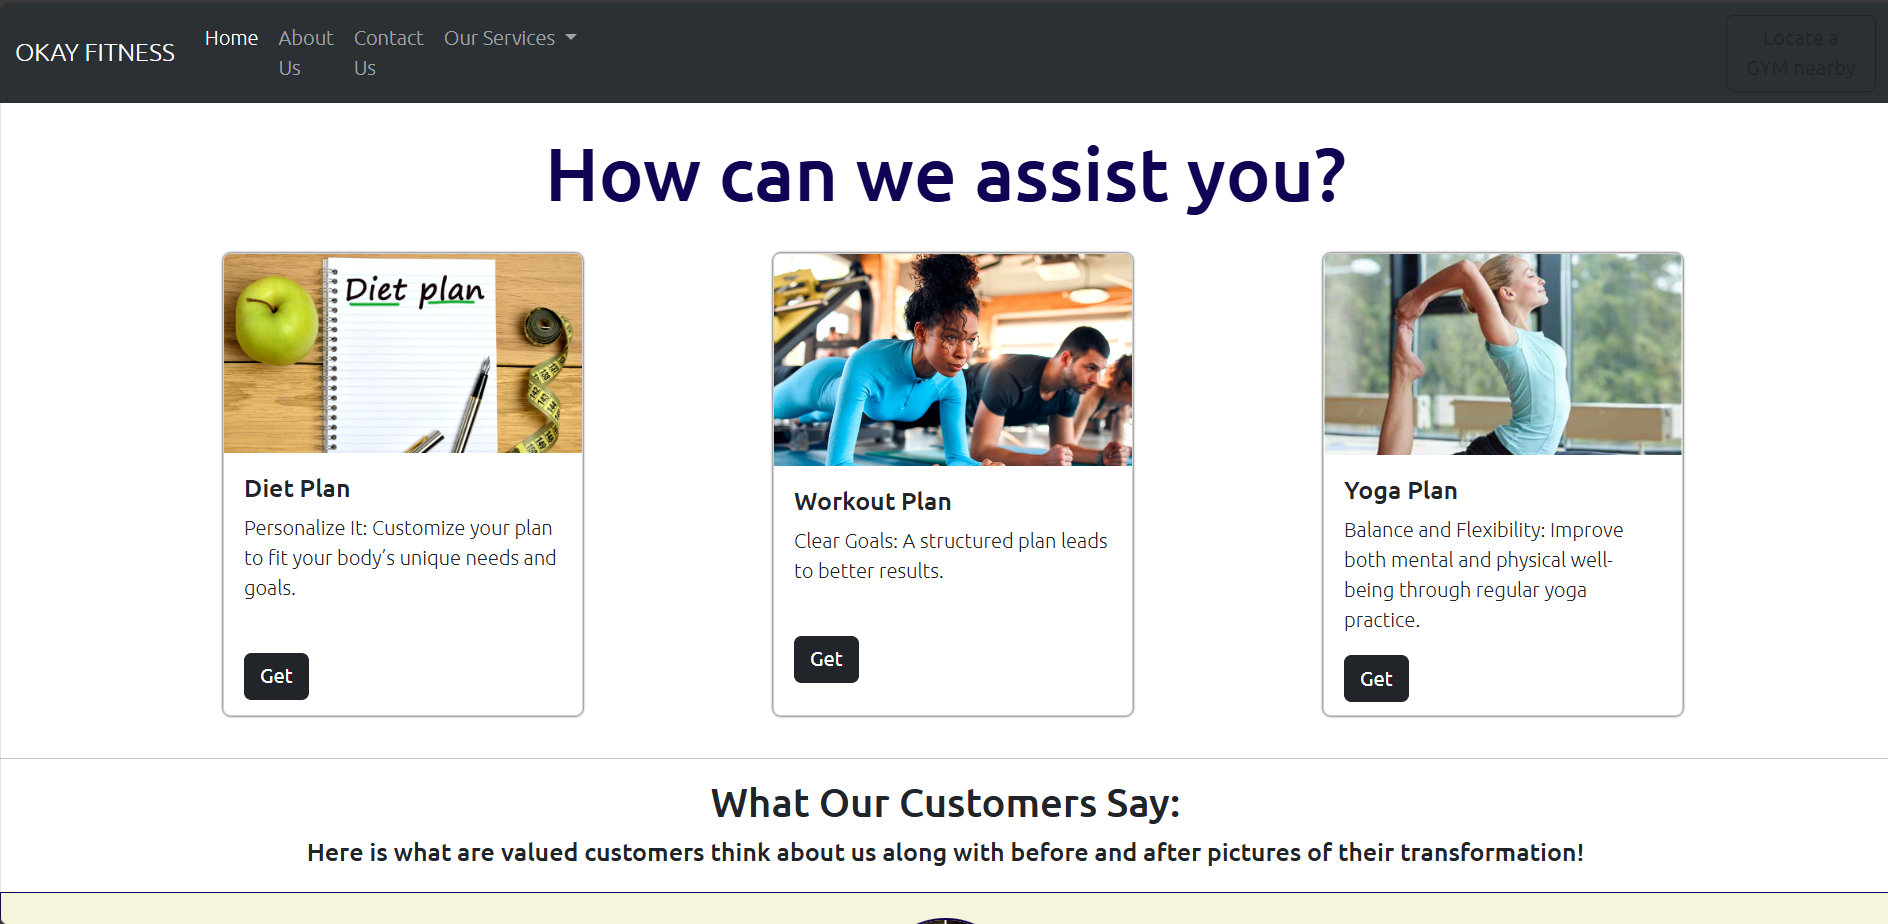 OKAY FITNESS
Home
About
Us
Contact
Us
Our Services
Locate a
GYM nearby
How can we assist you?
Diet plan
Diet Plan
Personalize It: Customize your plan
to fit your body’s unique needs and
goals.
Get
Workout Plan
Clear Goals: A structured plan leads
to better results.
Get
Yoga Plan
Balance and Flexibility: Improve
both mental and physical well-
being through regular yoga
practice.
Get
What Our Customers Say:
Here is what are valued customers think about us along with before and after pictures of their transformation!